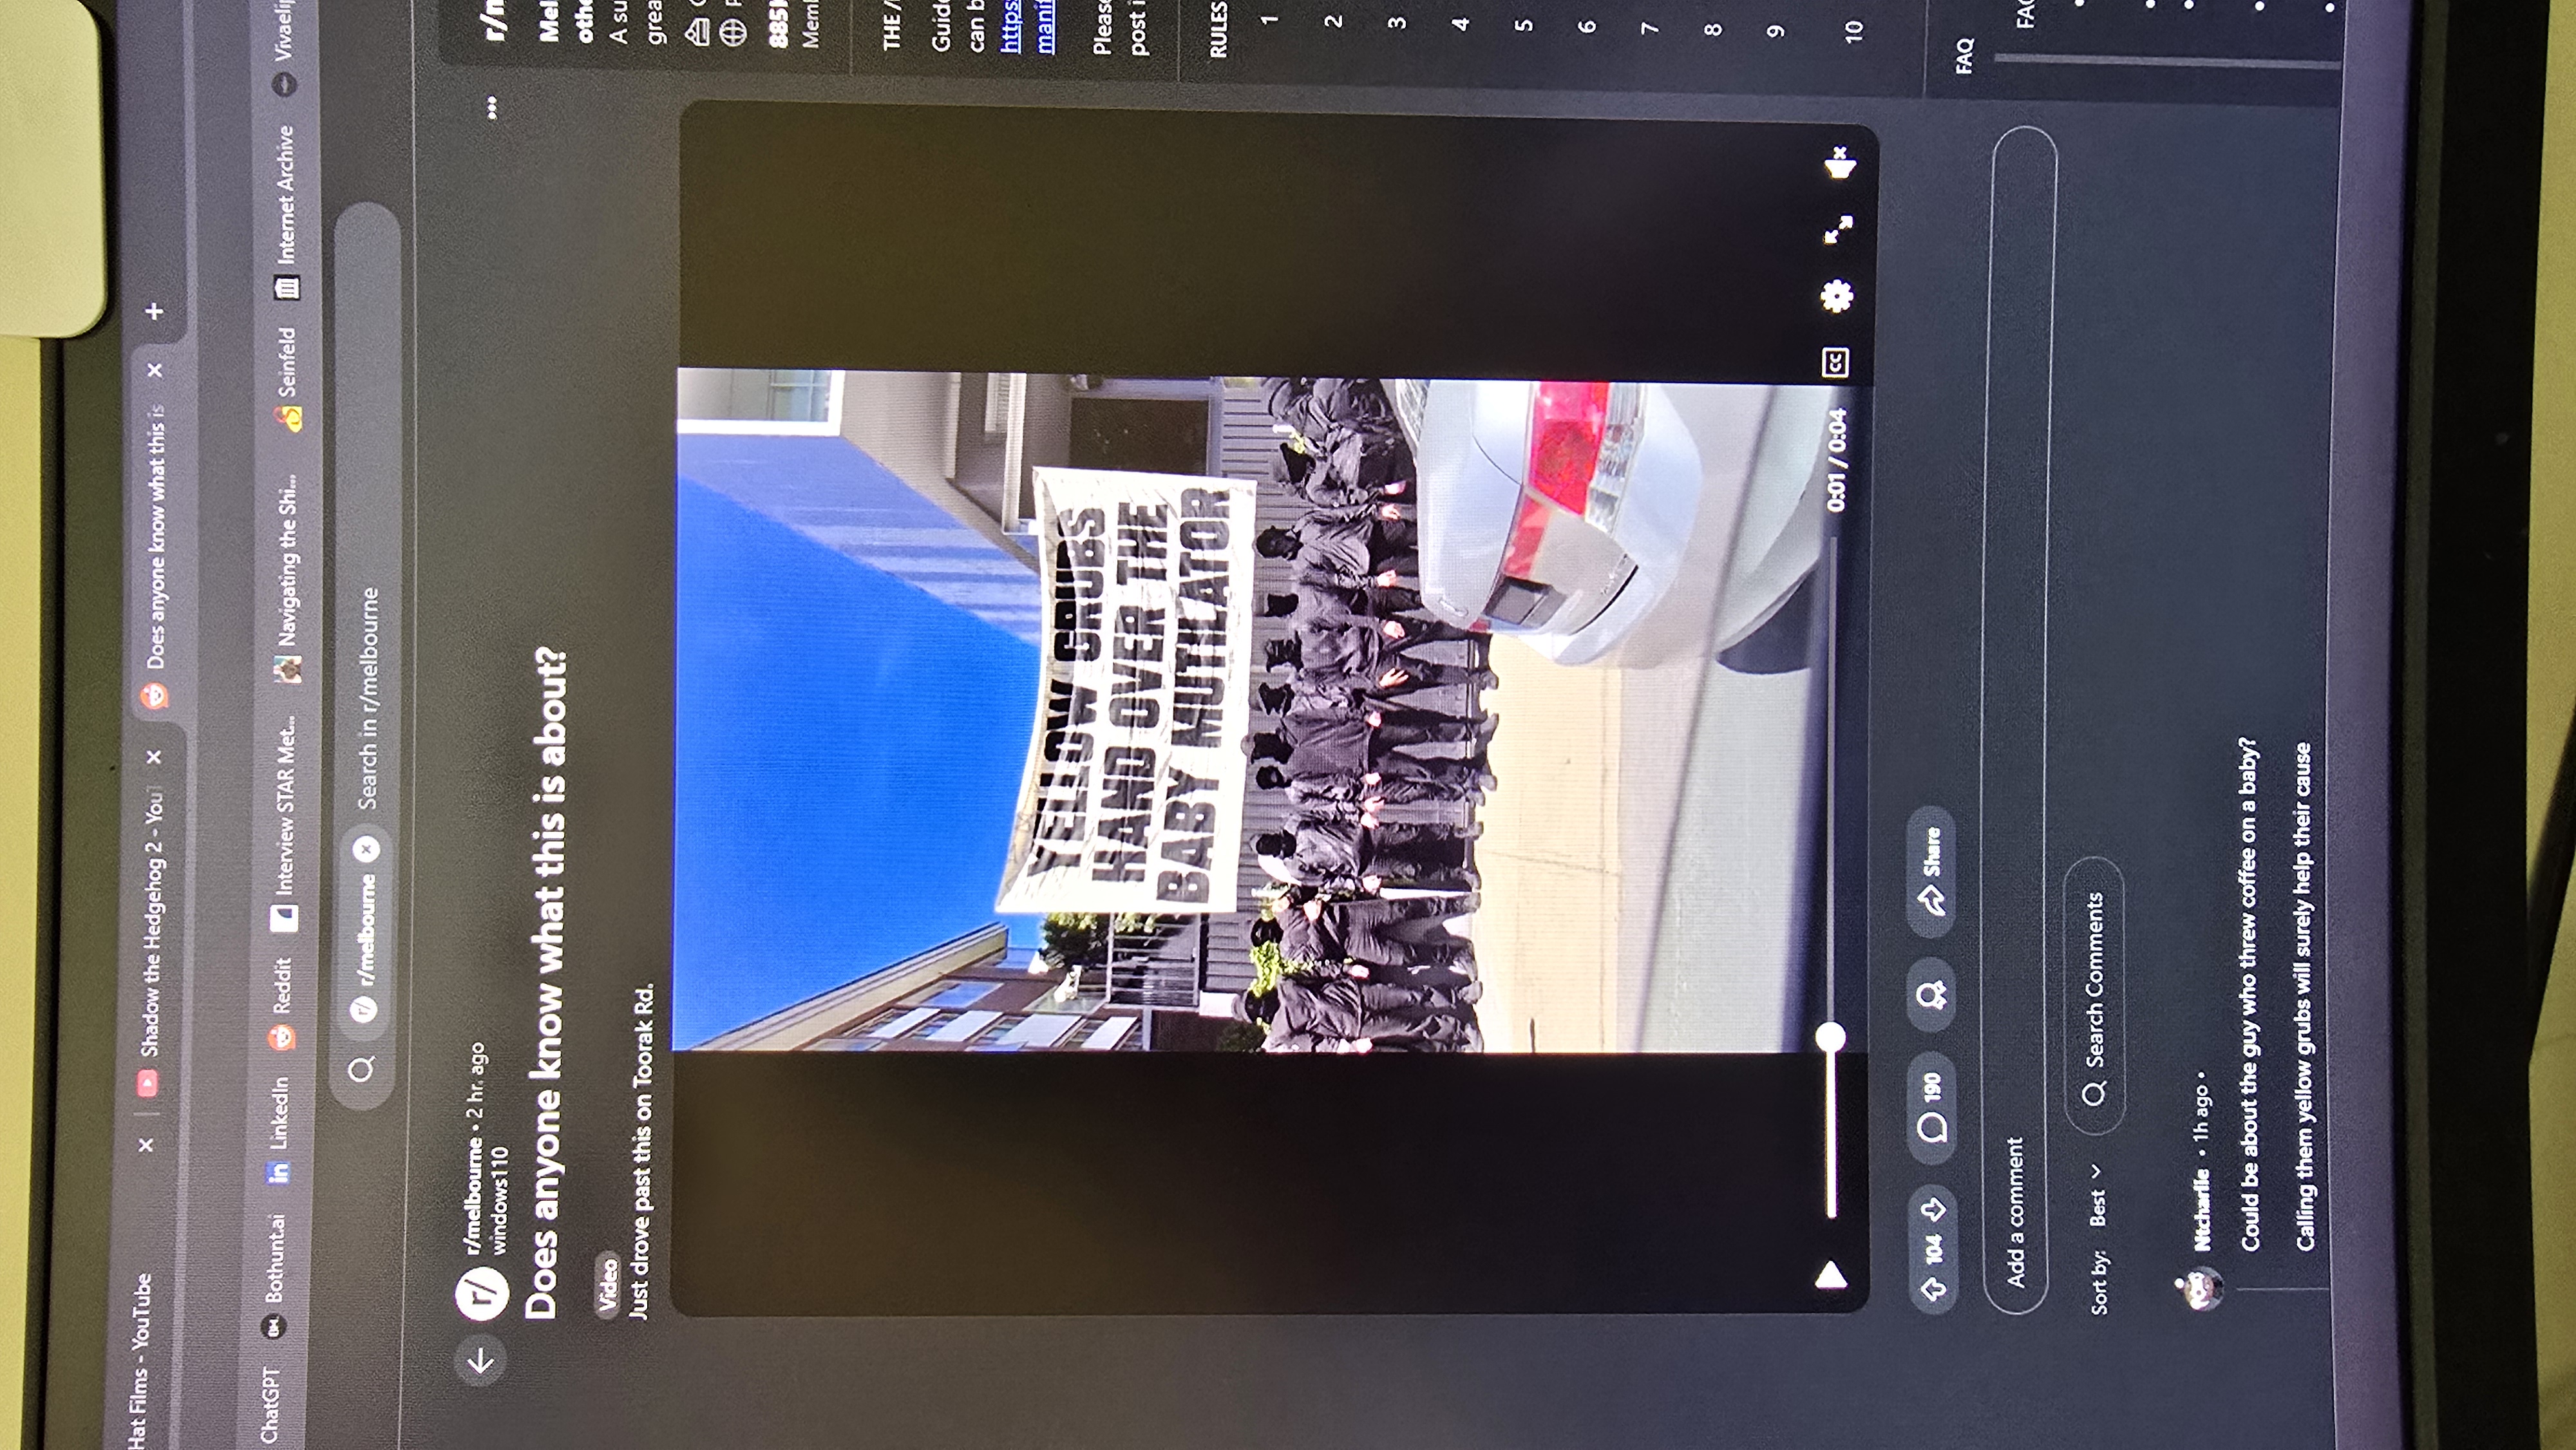 Hat Films - YouTube
Shadow the Hedgehog 2 - You
Does anyone know what this is
ChatGPT
Bothunt.ai
LinkedIn
Reddit
Interview STAR Met...
Navigating the Shi...
Seinfeld
Internet Archive
r/melbourne
Search in r/melbourne
r/melbourne • 2 hr. ago
windows110
Does anyone know what this is about?
Video
Just drove past this on Toorak Rd.
YELLOW GRUBS
HAND OVER THE
BABY MUTILATOR
0:01 / 0:04
CC
104
190
Share
Add a comment
Sort by:
Best
Search Comments
Ntcharlie • 1h ago •
Could be about the guy who threw coffee on a baby?
Calling them yellow grubs will surely help their cause
Mel
othe
A su
grea
885
Mem
THE /
Guid
can b
https:
manif
Please
post i
RULES
1
2
3
4
5
6
7
8
9
10
FAQ